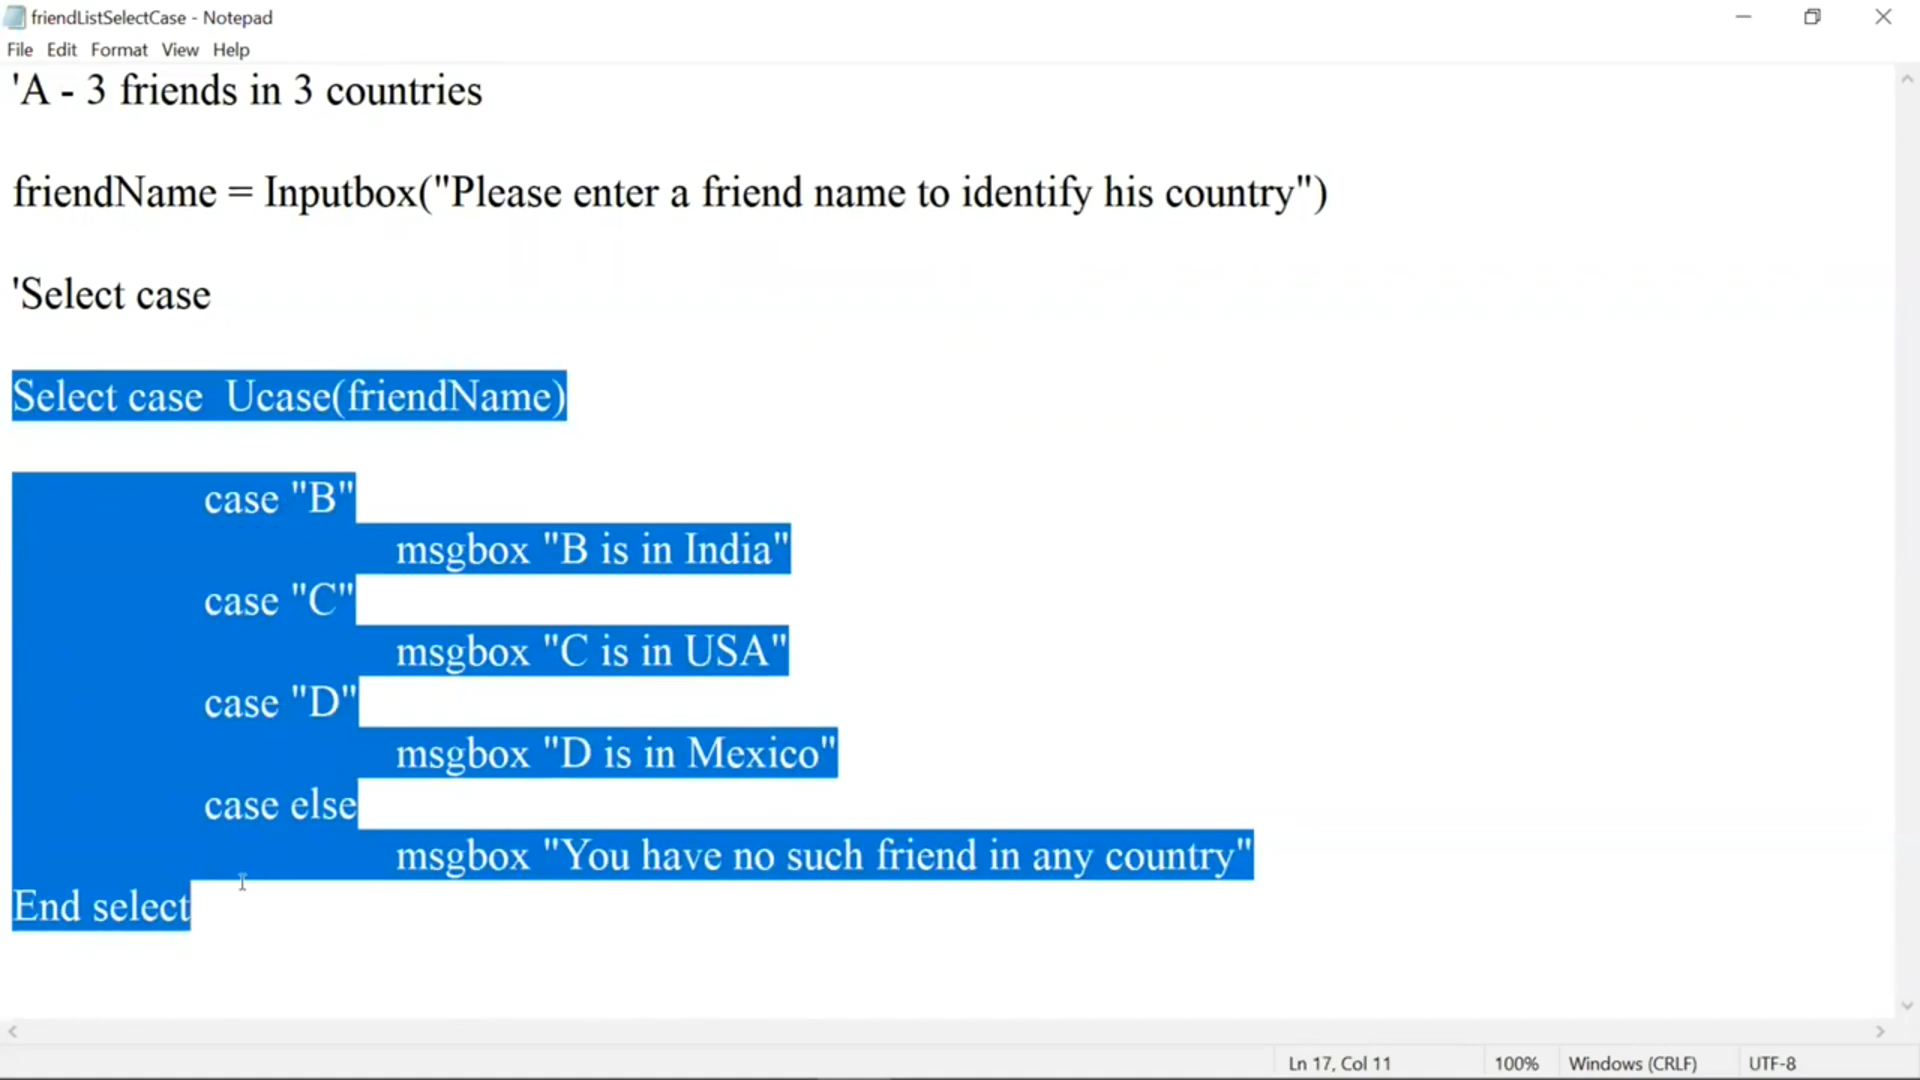 friendListSelectCase - Notepad
File Edit Format View Help
'A - 3 friends in 3 countries
friendName = Inputbox("Please enter a friend name to identify his country")
'Select case
Select case  Ucase(friendName)
case "B"
msgbox "B is in India"
case "C"
msgbox "C is in USA"
case "D"
msgbox "D is in Mexico"
case else
msgbox "You have no such friend in any country"
End select
Ln 17, Col 11 100% Windows (CRLF) UTF-8